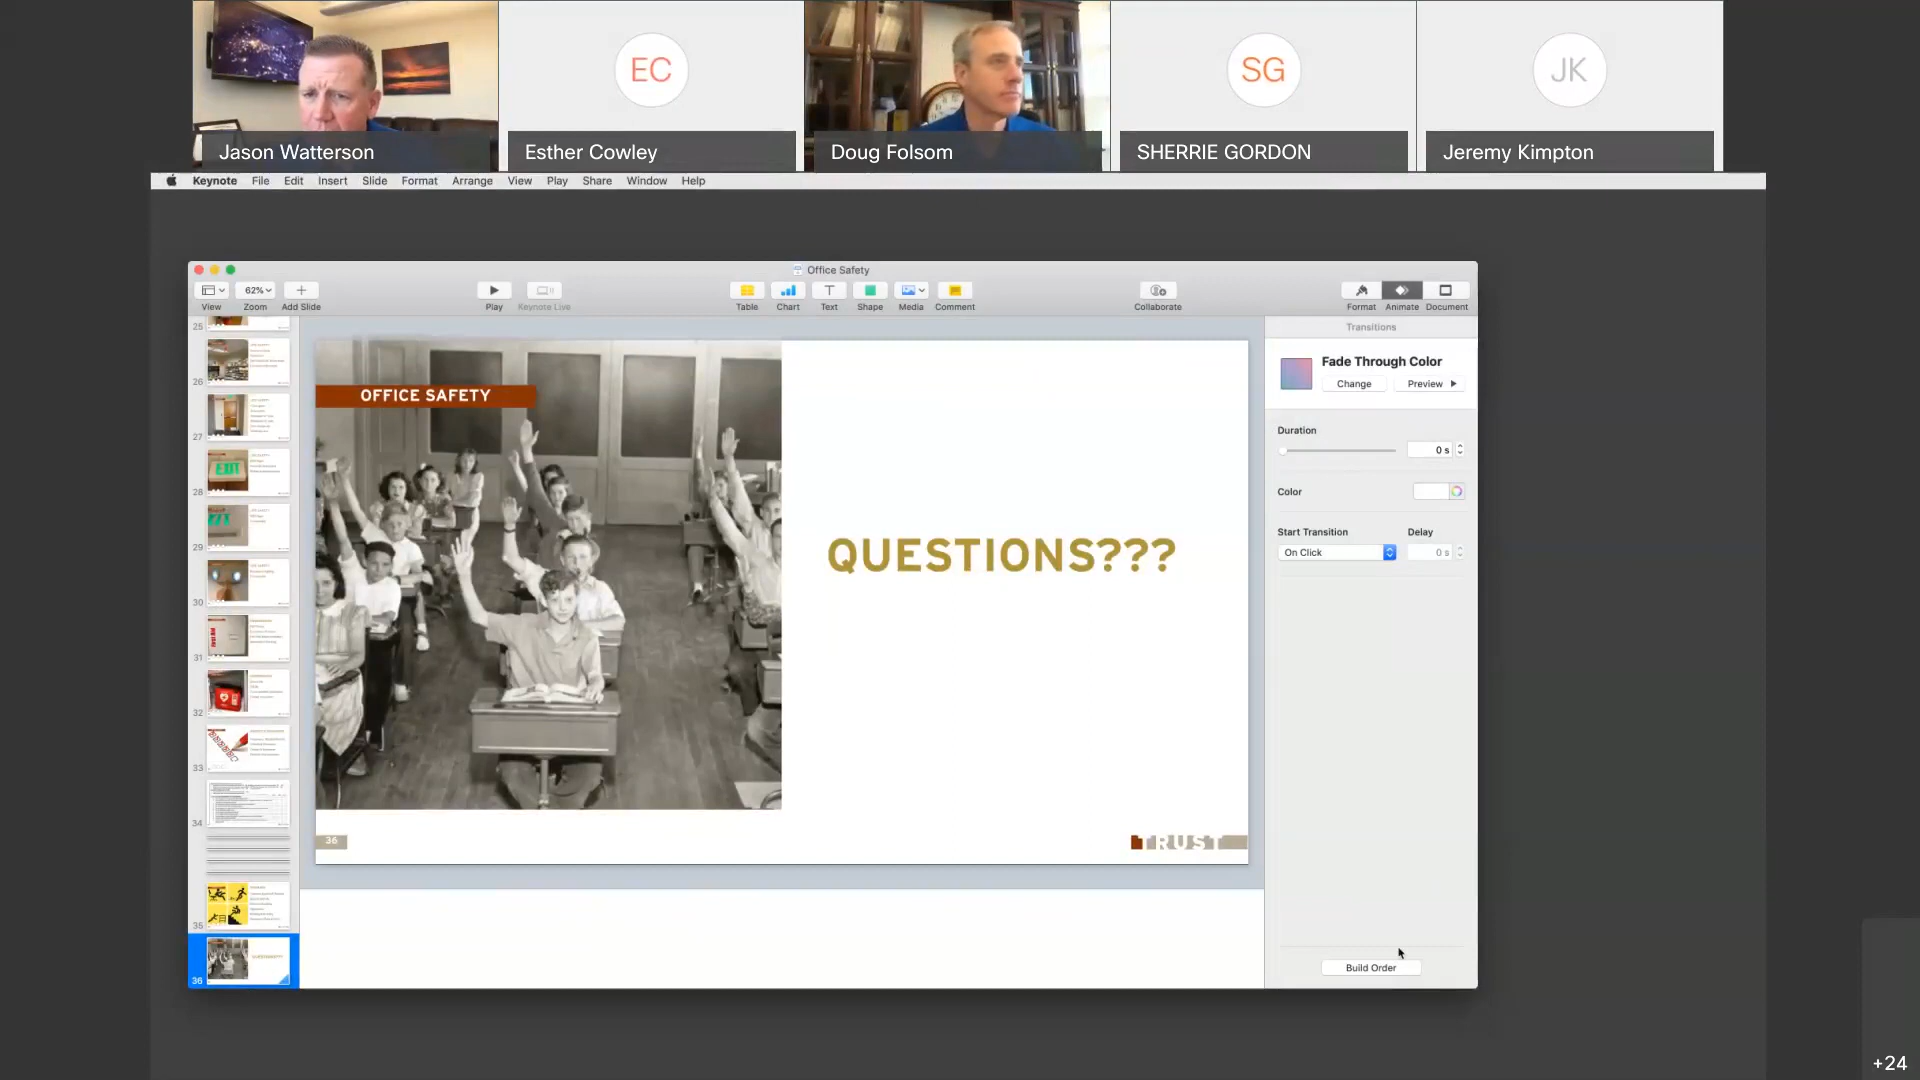 EC
SG
JK
Jason Watterson
Esther Cowley
Doug Folsom
SHERRIE GORDON
Jeremy Kimpton
Keynote File Edit Insert Slide Format Arrange View Play Share Window Help
Office Safety
62%
View Zoom Add Slide Play Keynote Live Table Chart Text Shape Media Comment Collaborate Format Animate Document
Transitions
Fade Through Color
Change Preview
Duration
0 s
Color
Start Transition Delay
On Click 0 s
Build Order
25
26
27
EXIT
28
29
30
First Aid
31
32
33
34
35
36
OFFICE SAFETY
QUESTIONS???
36
TRUST
+24